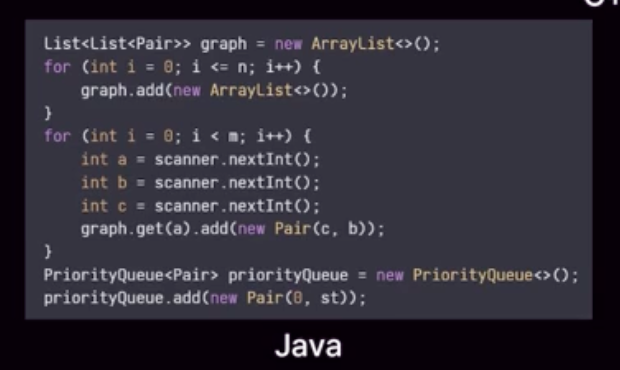 List<List<Pair>> graph = new ArrayList<>();
for (int i = 0; i <= n; i++) {
    graph.add(new ArrayList<>());
}
for (int i = 0; i < m; i++) {
    int a = scanner.nextInt();
    int b = scanner.nextInt();
    int c = scanner.nextInt();
    graph.get(a).add(new Pair(c, b));
}
PriorityQueue<Pair> priorityQueue = new PriorityQueue<>();
priorityQueue.add(new Pair(0, st));
Java